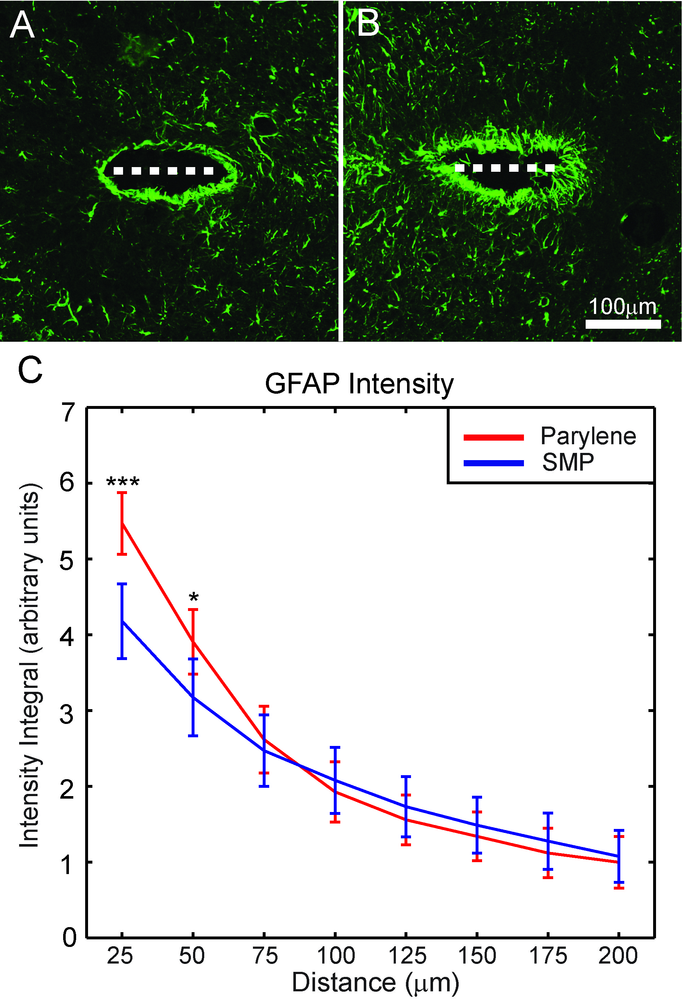 A
B
100μm
C
GFAP Intensity
7
6
5
4
3
2
1
0
Parylene
SMP
***
*
Intensity Integral (arbitrary units)
25 50 75 100 125 150 175 200
Distance (μm)